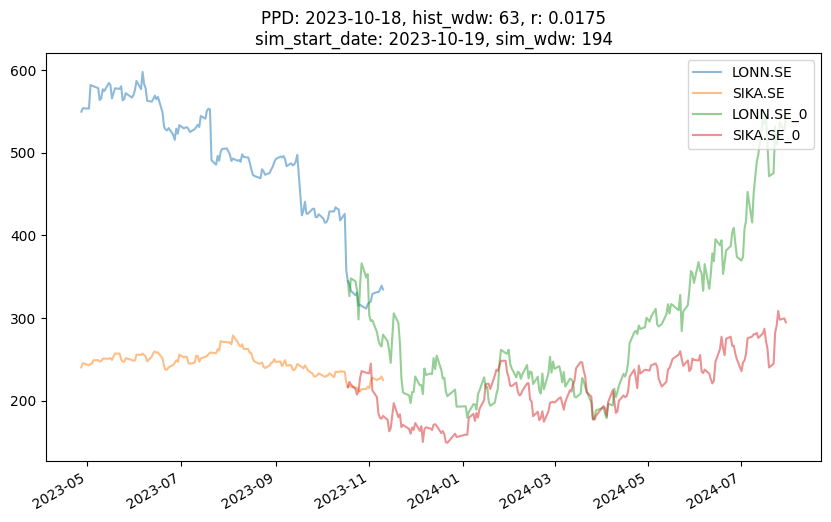 PPD: 2023-10-18, hist_wdw: 63, r: 0.0175
sim_start_date: 2023-10-19, sim_wdw: 194
LONN.SE
SIKA.SE
LONN.SE_0
SIKA.SE_0
600
500
400
300
200
2023-05
2023-07
2023-09
2023-11
2024-01
2024-03
2024-05
2024-07